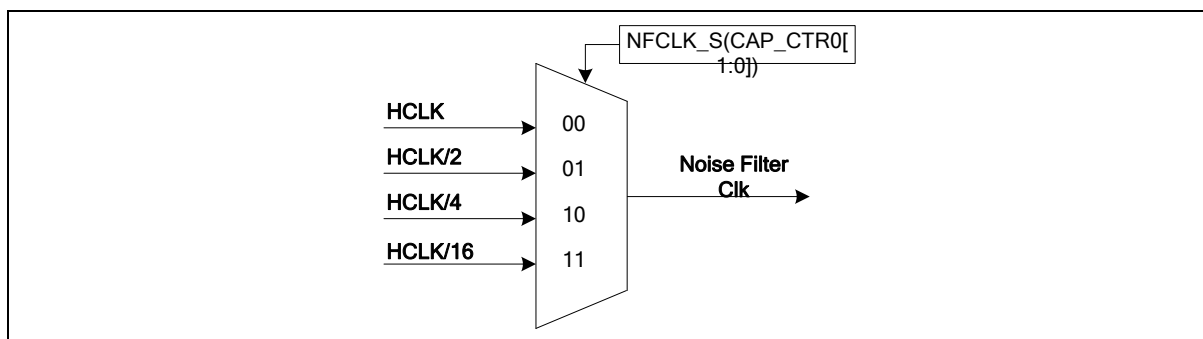 NFCLK_S(CAP_CTR0[
1:0])
HCLK
00
HCLK/2
01
Noise Filter
Clk
HCLK/4
10
HCLK/16
11